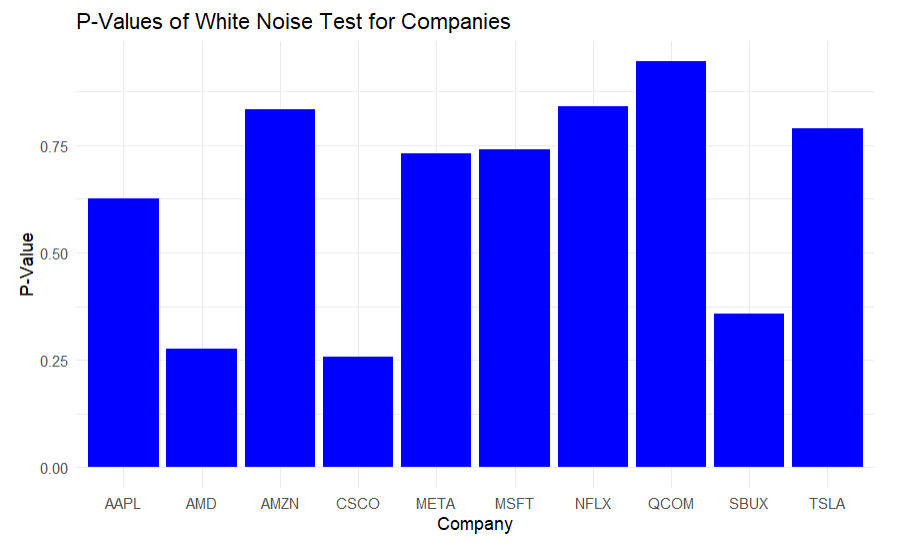 P-Values of White Noise Test for Companies
P-Value
0.75
0.50
0.25
0.00
AAPL AMD AMZN CSCO META MSFT NFLX QCOM SBUX TSLA
Company